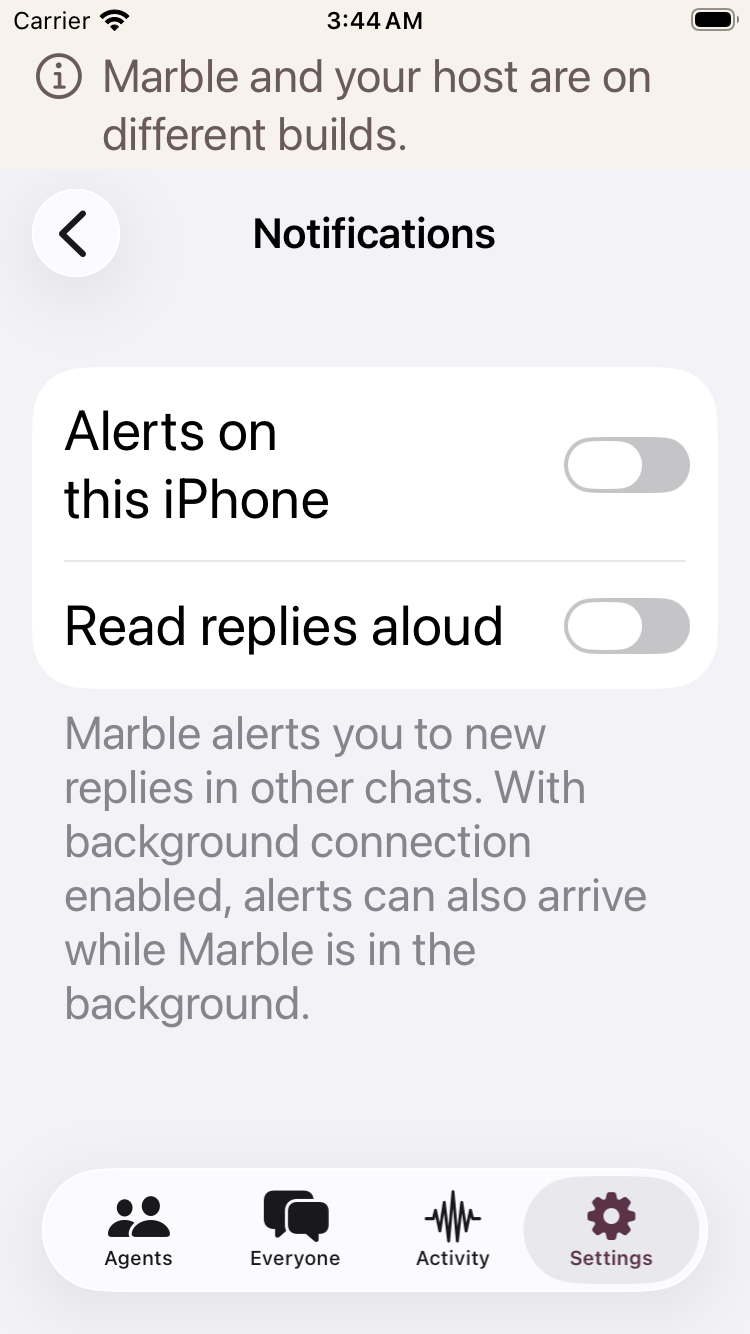 Carrier 3:44 AM
Marble and your host are on
different builds.
Notifications
Alerts on
this iPhone
Read replies aloud
Marble alerts you to new
replies in other chats. With
background connection
enabled, alerts can also arrive
while Marble is in the
background.
Agents Everyone Activity Settings